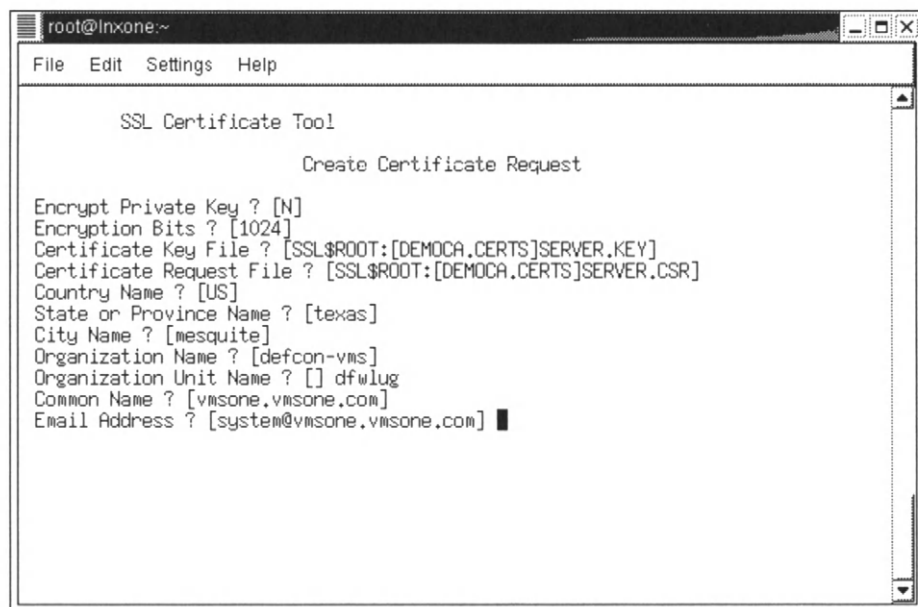 root@lnxone:~
File Edit Settings Help
SSL Certificate Tool
Create Certificate Request
Encrypt Private Key ? [N]
Encryption Bits ? [1024]
Certificate Key File ? [SSL$ROOT:[DEMOCA.CERTS]SERVER.KEY]
Certificate Request File ? [SSL$ROOT:[DEMOCA.CERTS]SERVER.CSR]
Country Name ? [US]
State or Province Name ? [texas]
City Name ? [mesquite]
Organization Name ? [defcon-vms]
Organization Unit Name ? [] dfwlug
Common Name ? [vmsone.vmsone.com]
Email Address ? [system@vmsone.vmsone.com]